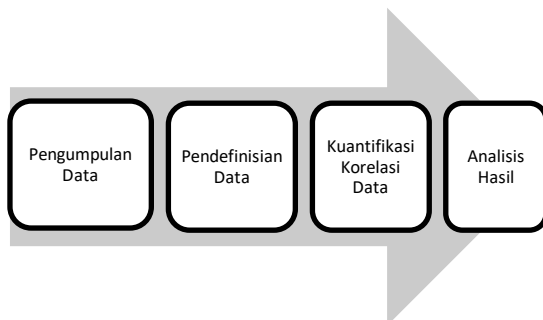 Pengumpulan
Data
Pendefinisian
Data
Kuantifikasi
Korelasi
Data
Analisis
Hasil